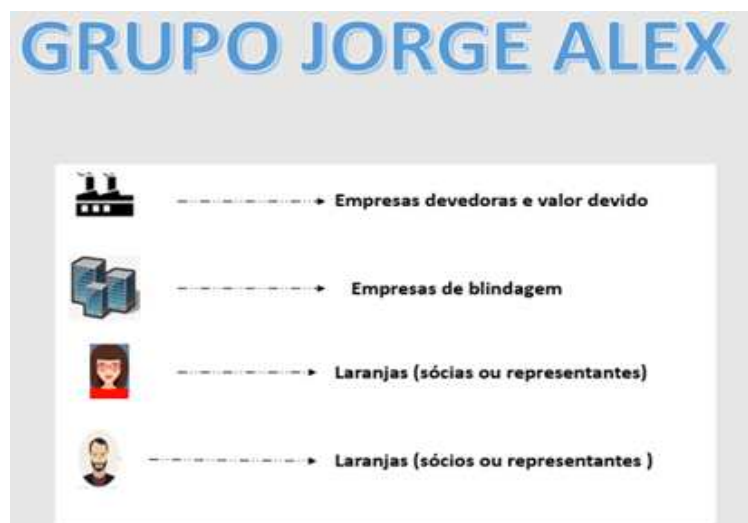 GRUPO JORGE ALEX
Empresas devedoras e valor devido
Empresas de blindagem
Laranjas (sócias ou representantes)
Laranjas (sócios ou representantes )